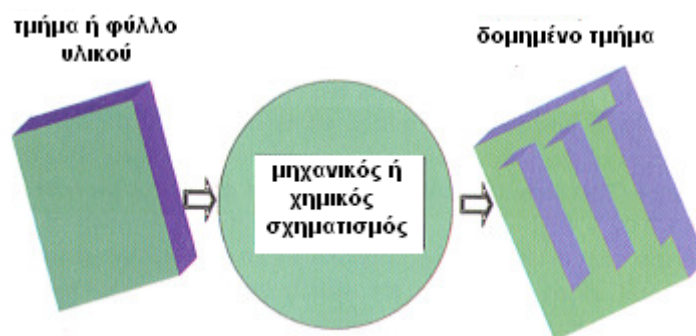 τμήμα ή φύλλο
υλικού
μηχανικός ή
χημικός
σχηματισμός
δομημένο τμήμα